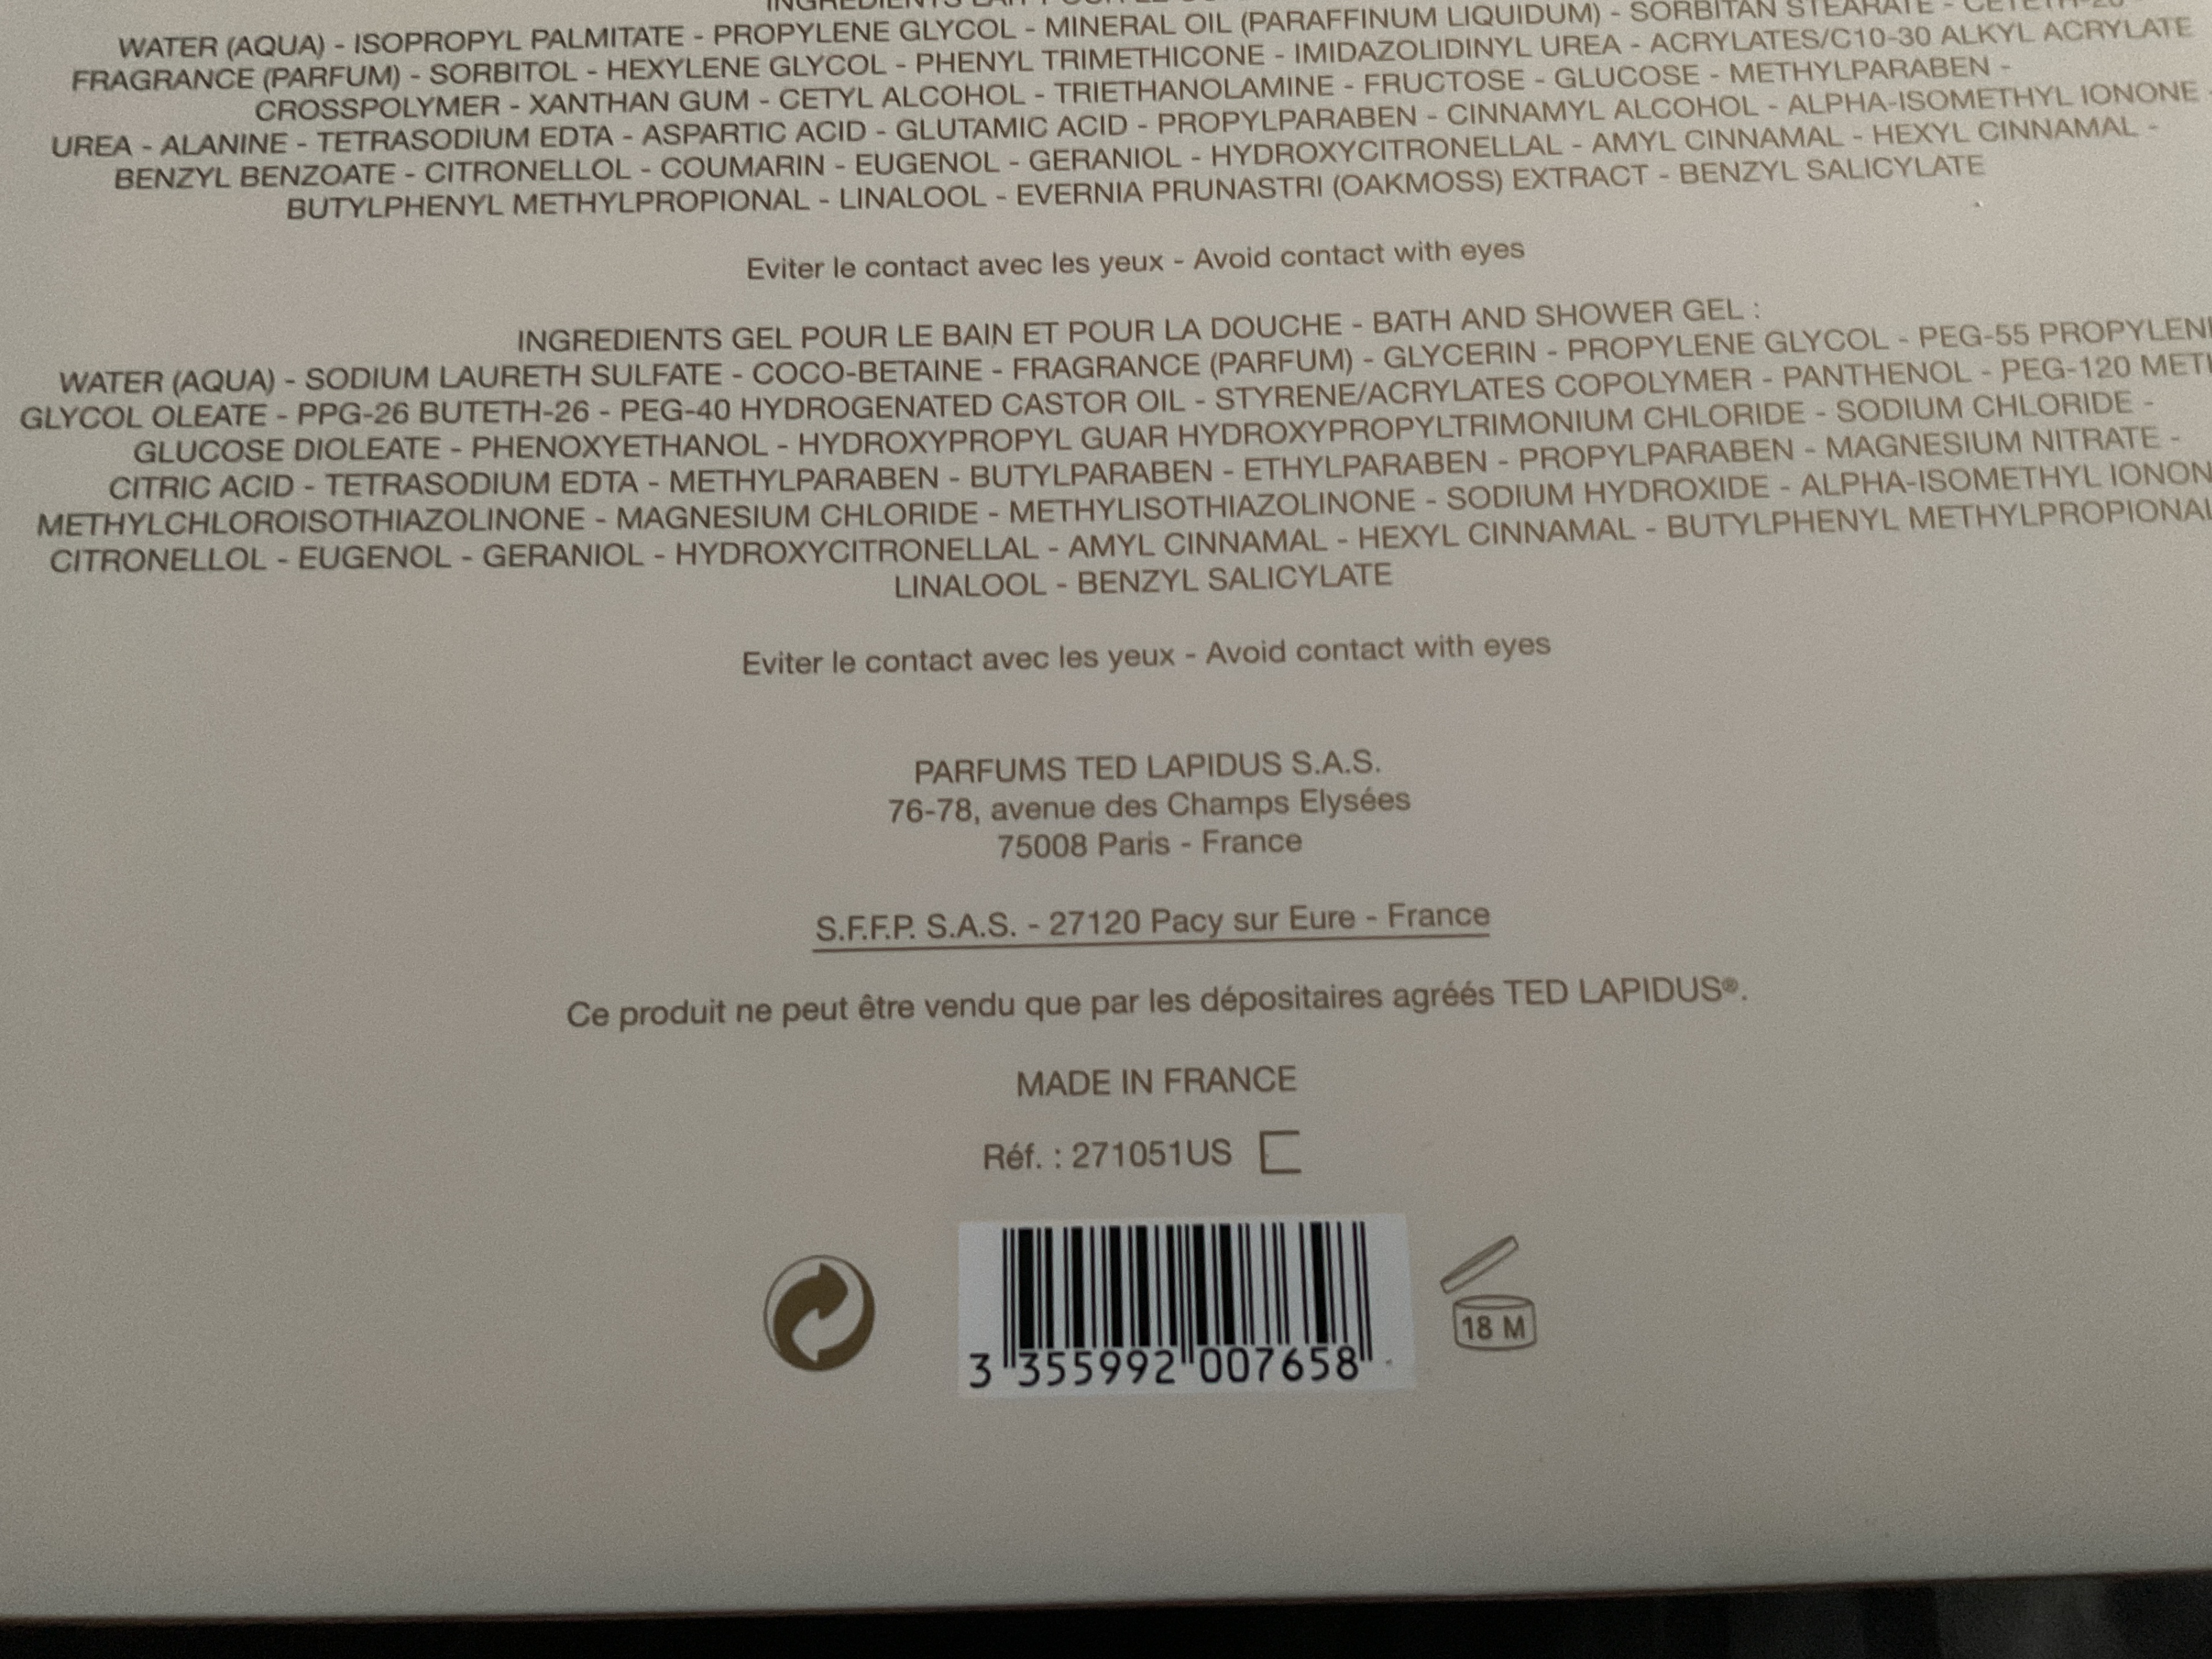 WATER (AQUA) - ISOPROPYL PALMITATE - PROPYLENE GLYCOL - MINERAL OIL (PARAFFINUM LIQUIDUM) - SORBITAN STEARATE - CETETH-20 -
FRAGRANCE (PARFUM) - SORBITOL - HEXYLENE GLYCOL - PHENYL TRIMETHICONE - IMIDAZOLIDINYL UREA - ACRYLATES/C10-30 ALKYL ACRYLATE
CROSSPOLYMER - XANTHAN GUM - CETYL ALCOHOL - TRIETHANOLAMINE - FRUCTOSE - GLUCOSE - METHYLPARABEN -
UREA - ALANINE - TETRASODIUM EDTA - ASPARTIC ACID - GLUTAMIC ACID - PROPYLPARABEN - CINNAMYL ALCOHOL - ALPHA-ISOMETHYL IONONE -
BENZYL BENZOATE - CITRONELLOL - COUMARIN - EUGENOL - GERANIOL - HYDROXYCITRONELLAL - AMYL CINNAMAL - HEXYL CINNAMAL -
BUTYLPHENYL METHYLPROPIONAL - LINALOOL - EVERNIA PRUNASTRI (OAKMOSS) EXTRACT - BENZYL SALICYLATE
Eviter le contact avec les yeux - Avoid contact with eyes
INGREDIENTS GEL POUR LE BAIN ET POUR LA DOUCHE - BATH AND SHOWER GEL :
WATER (AQUA) - SODIUM LAURETH SULFATE - COCO-BETAINE - FRAGRANCE (PARFUM) - GLYCERIN - PROPYLENE GLYCOL - PEG-55 PROPYLEN
GLYCOL OLEATE - PPG-26 BUTETH-26 - PEG-40 HYDROGENATED CASTOR OIL - STYRENE/ACRYLATES COPOLYMER - PANTHENOL - PEG-120 METH
GLUCOSE DIOLEATE - PHENOXYETHANOL - HYDROXYPROPYL GUAR HYDROXYPROPYLTRIMONIUM CHLORIDE - SODIUM CHLORIDE -
CITRIC ACID - TETRASODIUM EDTA - METHYLPARABEN - BUTYLPARABEN - ETHYLPARABEN - PROPYLPARABEN - MAGNESIUM NITRATE -
METHYLCHLOROISOTHIAZOLINONE - MAGNESIUM CHLORIDE - METHYLISOTHIAZOLINONE - SODIUM HYDROXIDE - ALPHA-ISOMETHYL IONON
CITRONELLOL - EUGENOL - GERANIOL - HYDROXYCITRONELLAL - AMYL CINNAMAL - HEXYL CINNAMAL - BUTYLPHENYL METHYLPROPIONAL
LINALOOL - BENZYL SALICYLATE
Eviter le contact avec les yeux - Avoid contact with eyes
PARFUMS TED LAPIDUS S.A.S.
76-78, avenue des Champs Elysées
75008 Paris - France
S.F.F.P. S.A.S. - 27120 Pacy sur Eure - France
Ce produit ne peut être vendu que par les dépositaires agréés TED LAPIDUS®.
MADE IN FRANCE
Réf. : 271051US
3 355992 007658
18 M